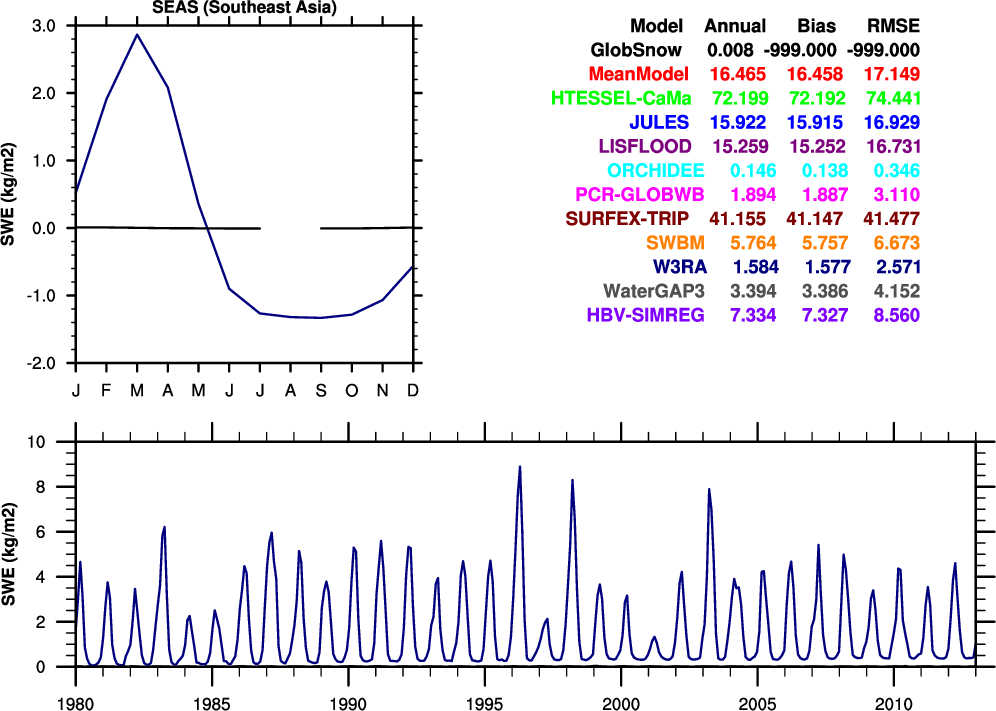 SEAS (Southeast Asia)
3.0
2.0
1.0
0.0
-1.0
-2.0
SWE (kg/m2)
J F M A M J J A S O N D
Model Annual Bias RMSE
GlobSnow 0.008 -999.000 -999.000
MeanModel 16.465 16.458 17.149
HTESSEL-CaMa 72.199 72.192 74.441
JULES 15.922 15.915 16.929
LISFLOOD 15.259 15.252 16.731
ORCHIDEE 0.146 0.138 0.346
PCR-GLOBWB 1.894 1.887 3.110
SURFEX-TRIP 41.155 41.147 41.477
SWBM 5.764 5.757 6.673
W3RA 1.584 1.577 2.571
WaterGAP3 3.394 3.386 4.152
HBV-SIMREG 7.334 7.327 8.560
10
8
6
4
2
0
SWE (kg/m2)
1980 1985 1990 1995 2000 2005 2010